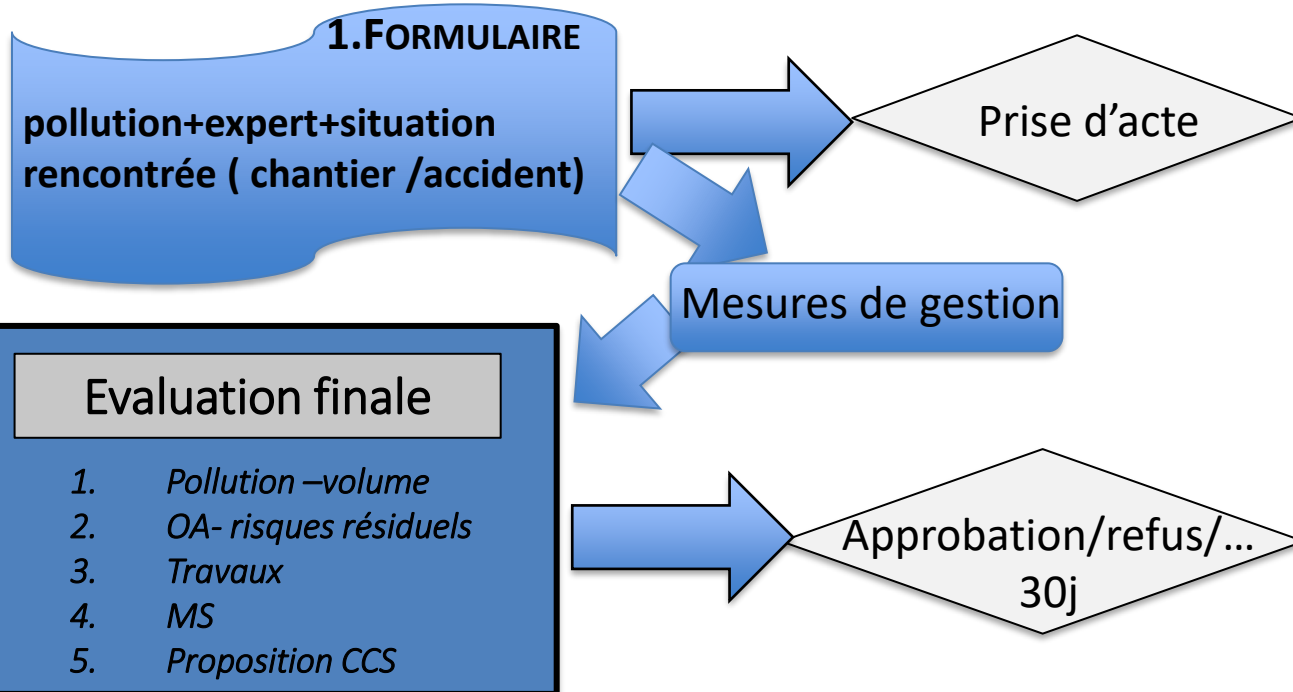 1.FORMULAIRE
pollution+expert+situation
rencontrée ( chantier /accident)
Prise d’acte
Mesures de gestion
Evaluation finale
1. Pollution –volume
2. OA- risques résiduels
3. Travaux
4. MS
5. Proposition CCS
Approbation/refus/…
30j